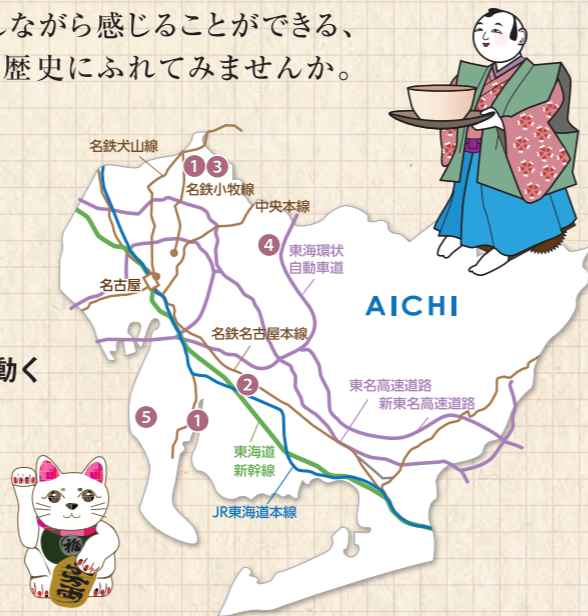 ながら感じることができる、
歴史にふれてみませんか。
名鉄犬山線
1
3
名鉄小牧線
中央本線
4
東海環状
自動車道
名古屋
AICHI
名鉄名古屋本線
動く
2
東名高速道路
新東名高速道路
5
1
東海道
新幹線
JR東海道本線
福